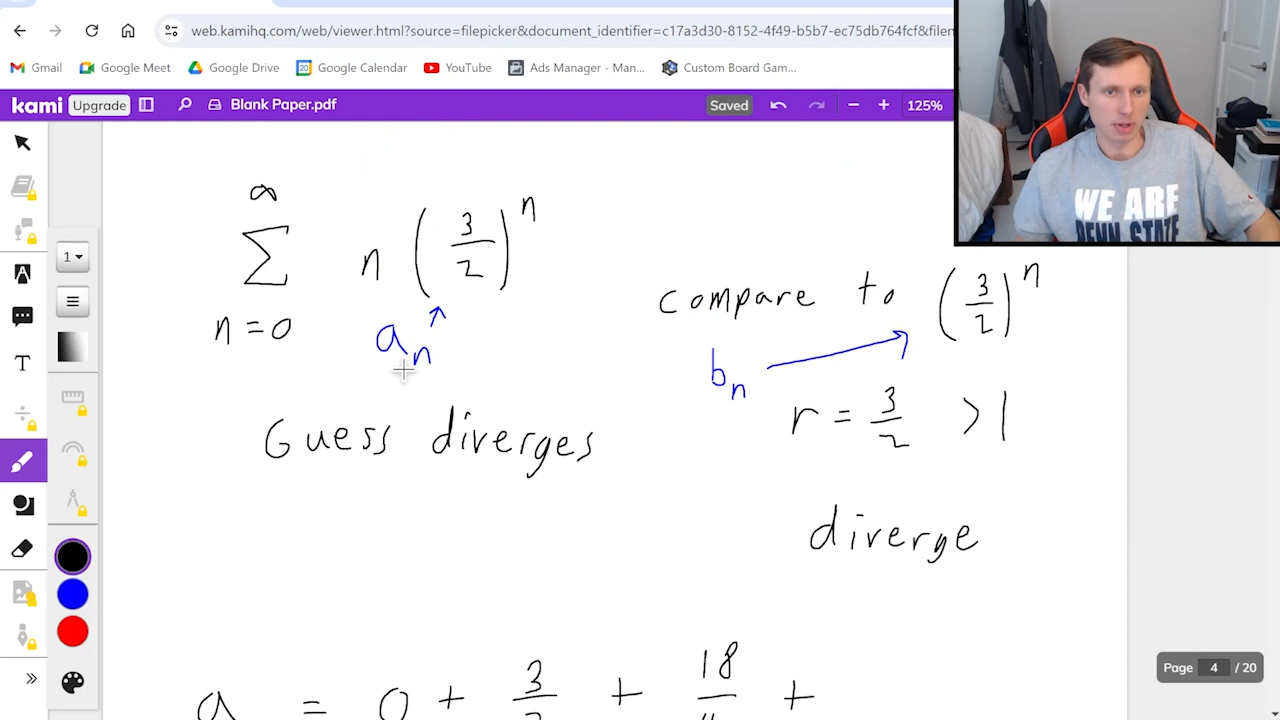 web.kamihq.com/web/viewer.html?source=filepicker&document_identifier=c17a3d30-8152-4f49-b5b7-ec75db764fcf&filen
Gmail Google Meet Google Drive 20 Google Calendar YouTube Ads Manager - Man... Custom Board Gam...
kami Upgrade Blank Paper.pdf Saved 125%
WE ARE
PENN STATE
1
T
∞
Σ n (3/2)^n
n = 0
a_n
compare to (3/2)^n
b_n
r = 3/2 > 1
Guess diverges
diverge
a = 0 + 3/2 + 18/4 +
Page 4 / 20